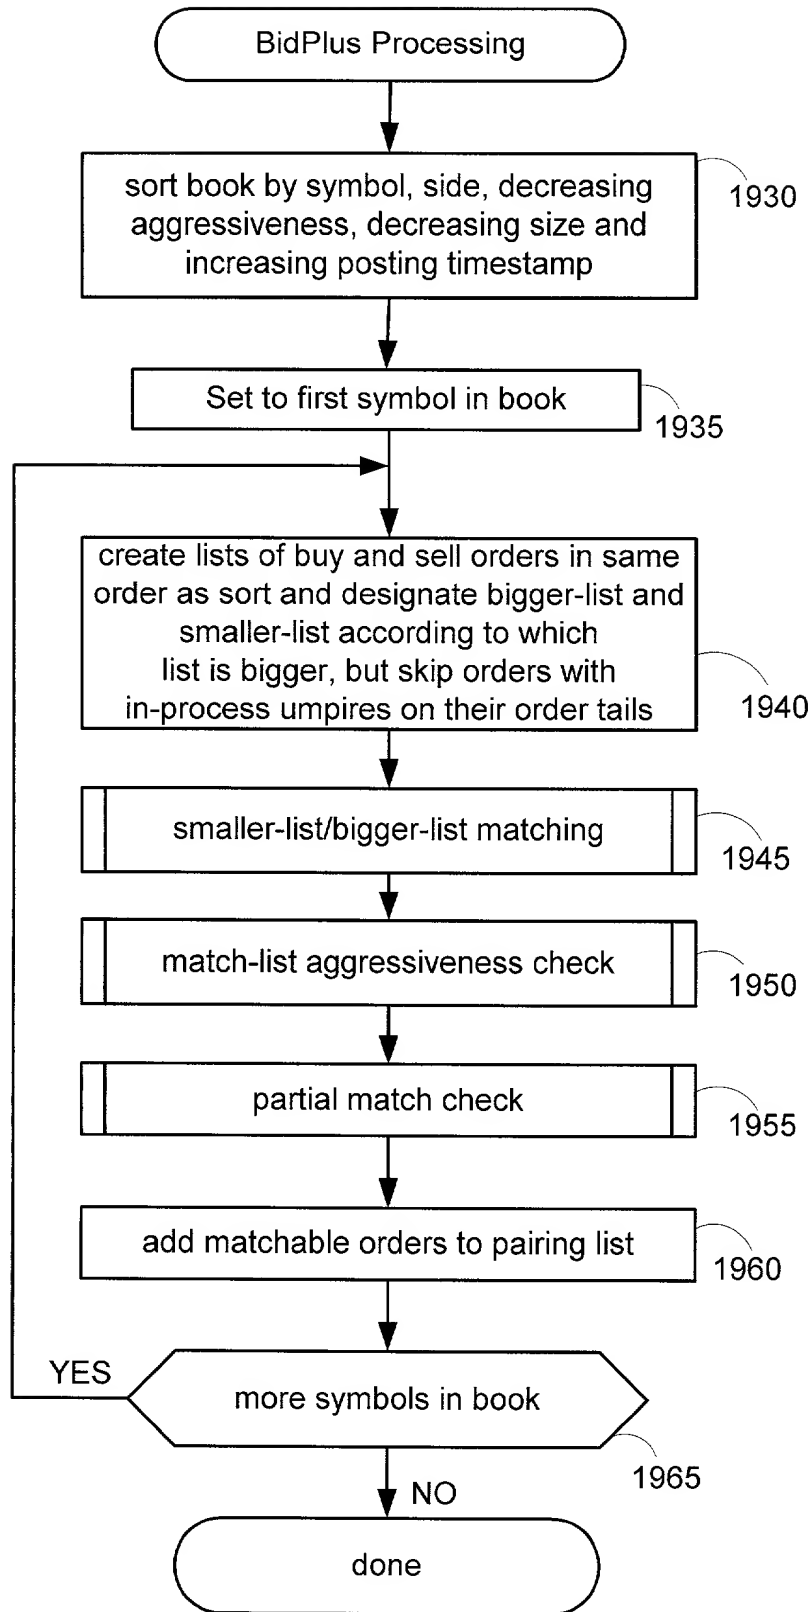 BidPlus Processing
sort book by symbol, side, decreasing
aggressiveness, decreasing size and
increasing posting timestamp
1930
Set to first symbol in book
1935
create lists of buy and sell orders in same
order as sort and designate bigger-list and
smaller-list according to which
list is bigger, but skip orders with
in-process umpires on their order tails
1940
smaller-list/bigger-list matching
1945
match-list aggressiveness check
1950
partial match check
1955
add matchable orders to pairing list
1960
YES
more symbols in book
1965
NO
done